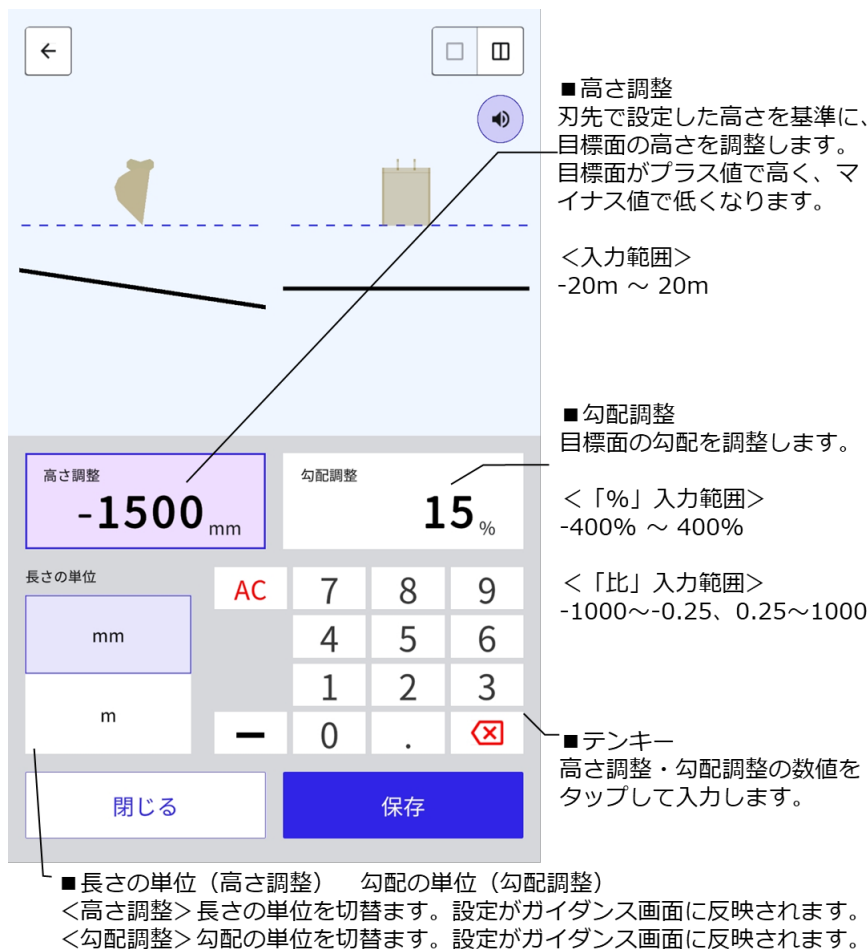 ■高さ調整
刃先で設定した高さを基準に、
目標面の高さを調整します。
目標面がプラス値で高く、マ
イナス値で低くなります。
＜入力範囲＞
-20m ～ 20m
■勾配調整
目標面の勾配を調整します。
＜「%」入力範囲＞
-400% ～ 400%
＜「比」入力範囲＞
-1000～-0.25、0.25～1000
高さ調整
-1500 mm
勾配調整
15 %
長さの単位
mm
m
AC 7 8 9
4 5 6
1 2 3
- 0 .
閉じる
保存
■テンキー
高さ調整・勾配調整の数値を
タップして入力します。
■長さの単位（高さ調整） 勾配の単位（勾配調整）
＜高さ調整＞長さの単位を切替ます。設定がガイダンス画面に反映されます。
＜勾配調整＞勾配の単位を切替ます。設定がガイダンス画面に反映されます。